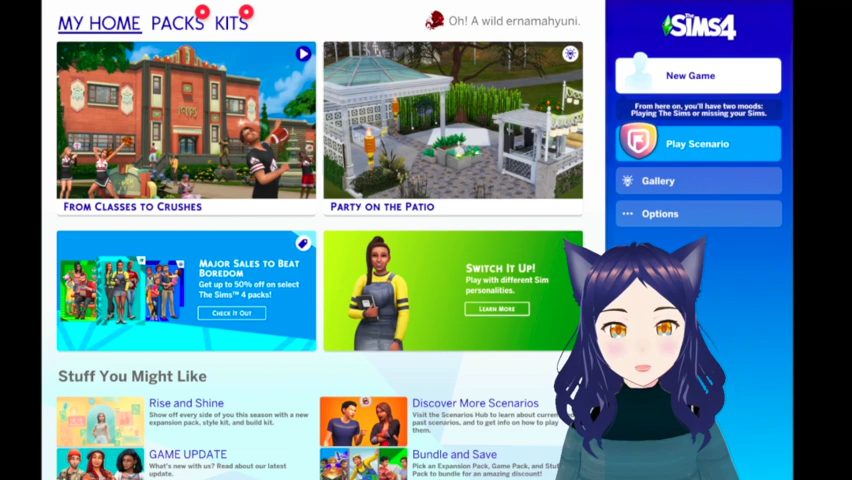 MY HOME PACKS KITS
Oh! A wild ernamahyuni.
The SIMS 4
New Game
From here on, you'll have two moods:
Playing The Sims or missing your Sims.
Play Scenario
Gallery
Options
FROM CLASSES TO CRUSHES
PARTY ON THE PATIO
MAJOR SALES TO BEAT
BOREDOM
Get up to 50% off on select
The Sims™ 4 packs!
CHECK IT OUT
SWITCH IT UP!
Play with different Sim
personalities.
LEARN MORE
Stuff You Might Like
Rise and Shine
Show off every side of you this season with a new
expansion pack, style kit, and build kit.
Discover More Scenarios
Visit the Scenarios Hub to learn about curren
past scenarios, and to get info on how to play
them.
GAME UPDATE
What's new with us? Read about our latest
update.
Bundle and Save
Pick an Expansion Pack, Game Pack, and Stu
Pack to bundle for an amazing discount!